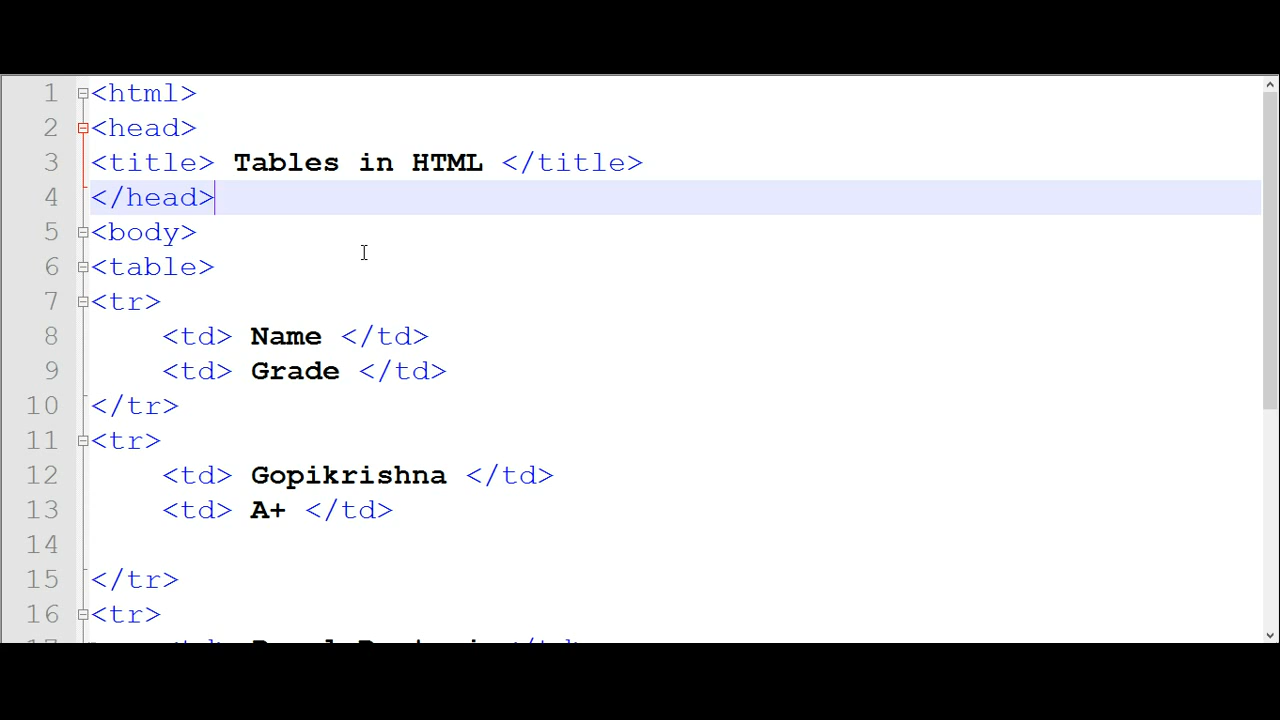 1 <html>
2 <head>
3 <title> Tables in HTML </title>
4 </head>
5 <body>
6 <table>
7 <tr>
8 <td> Name </td>
9 <td> Grade </td>
10 </tr>
11 <tr>
12 <td> Gopikrishna </td>
13 <td> A+ </td>
14
15 </tr>
16 <tr>